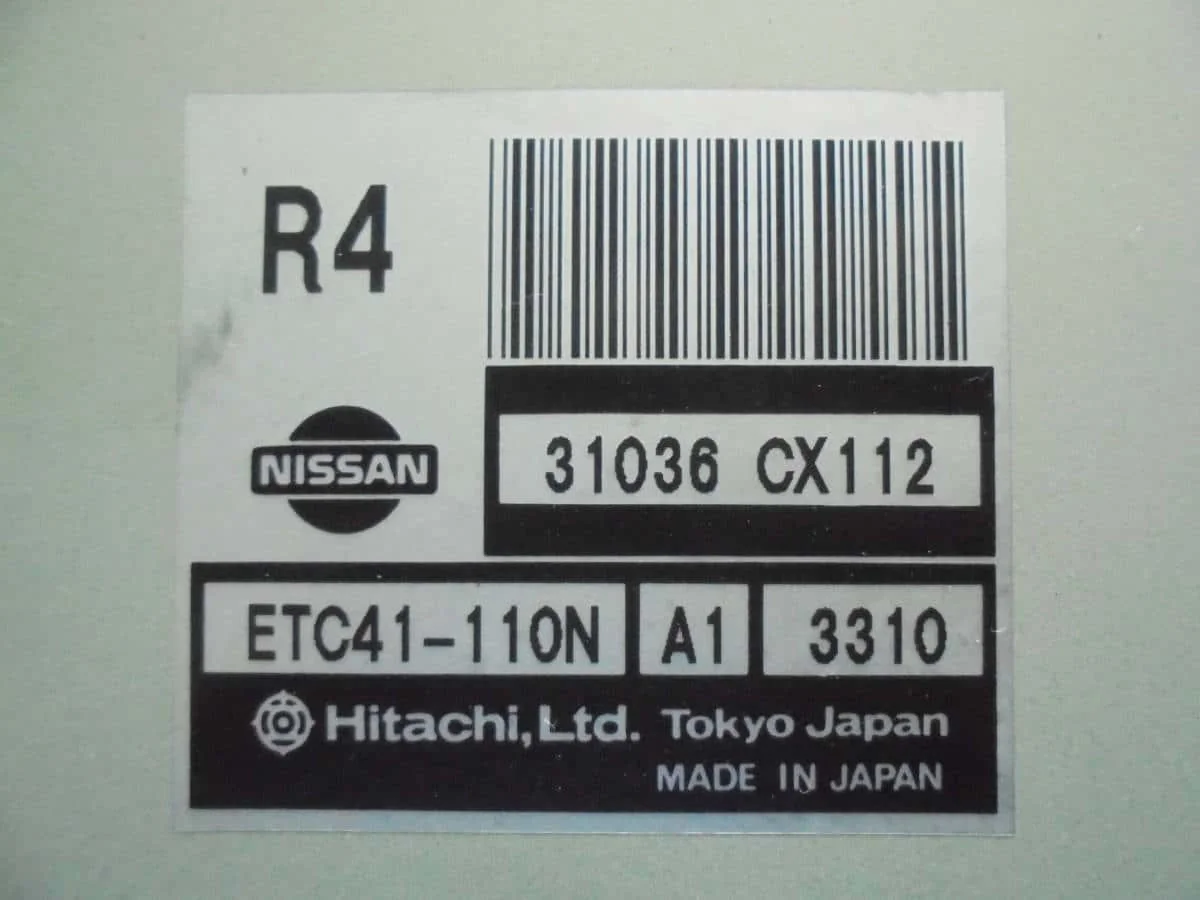 R4
NISSAN
31036 CX112
ETC41-110N A1 3310
Hitachi, Ltd. Tokyo Japan
MADE IN JAPAN